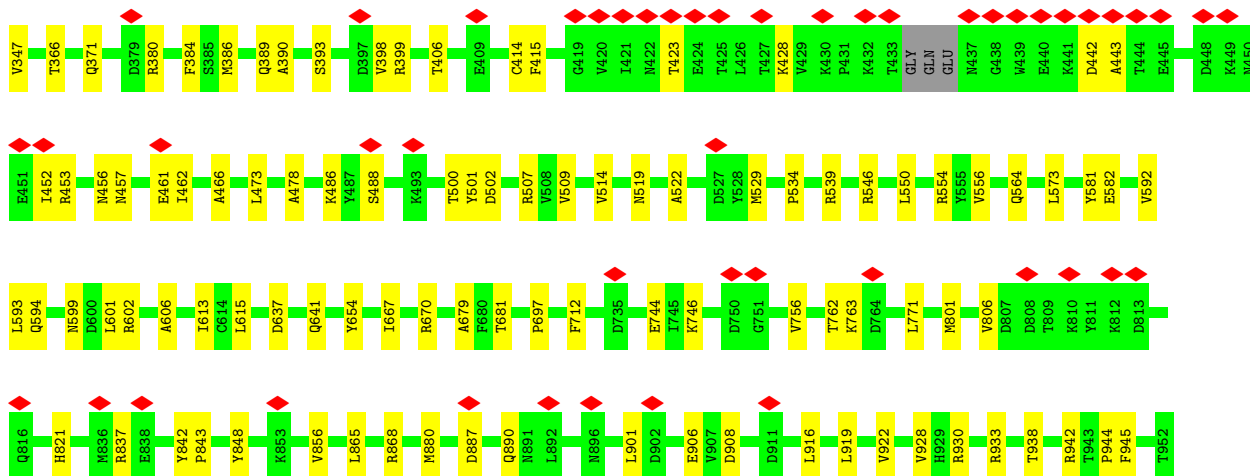 V347 T366 Q371 D379 R380 F384 S385 M386 Q389 A390 S393 D397 V398 R399 T406 E409 C414 F415 G419 V420 I421 N422 T423 E424 T425 L426 T427 K428 V429 K430 P431 K432 T433 GLY GLN GLU N437 G438 W439 E440 K441 D442 A443 T444 E445 D448 K449 N450
E451 I452 R453 N456 N457 E461 I462 A466 L473 A478 K486 Y487 S488 K493 T500 Y501 D502 R507 V508 V509 V514 N519 A522 D527 Y528 M529 P534 R539 R546 L550 R554 Y555 V556 Q564 L573 Y581 E582 V592
L593 Q594 N599 D600 L601 R602 A606 I613 C614 L615 D637 Q641 Y654 I667 R670 A679 F680 T681 P697 F712 D735 E744 I745 K746 D750 G751 V756 T762 K763 D764 L771 M801 V806 D807 D808 T809 K810 Y811 K812 D813
Q816 H821 M836 R837 E838 Y842 P843 Y848 K853 V856 L865 R868 M880 D887 Q890 N891 L892 N896 L901 D902 E906 V907 D908 D911 L916 L919 V922 V928 H929 R930 R933 T938 R942 T943 P944 F945 T952